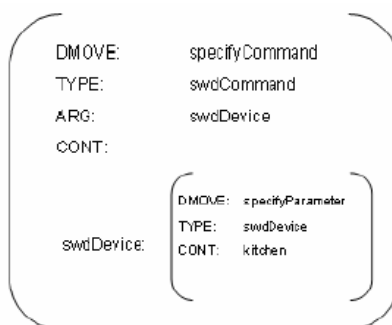 DMOVE: specifyCommand
TYPE: swdCommand
ARG: swdDevice
CONT:
DMOVE: specifyParameter
TYPE: swdDevice
swdDevice:
CONT: kitchen